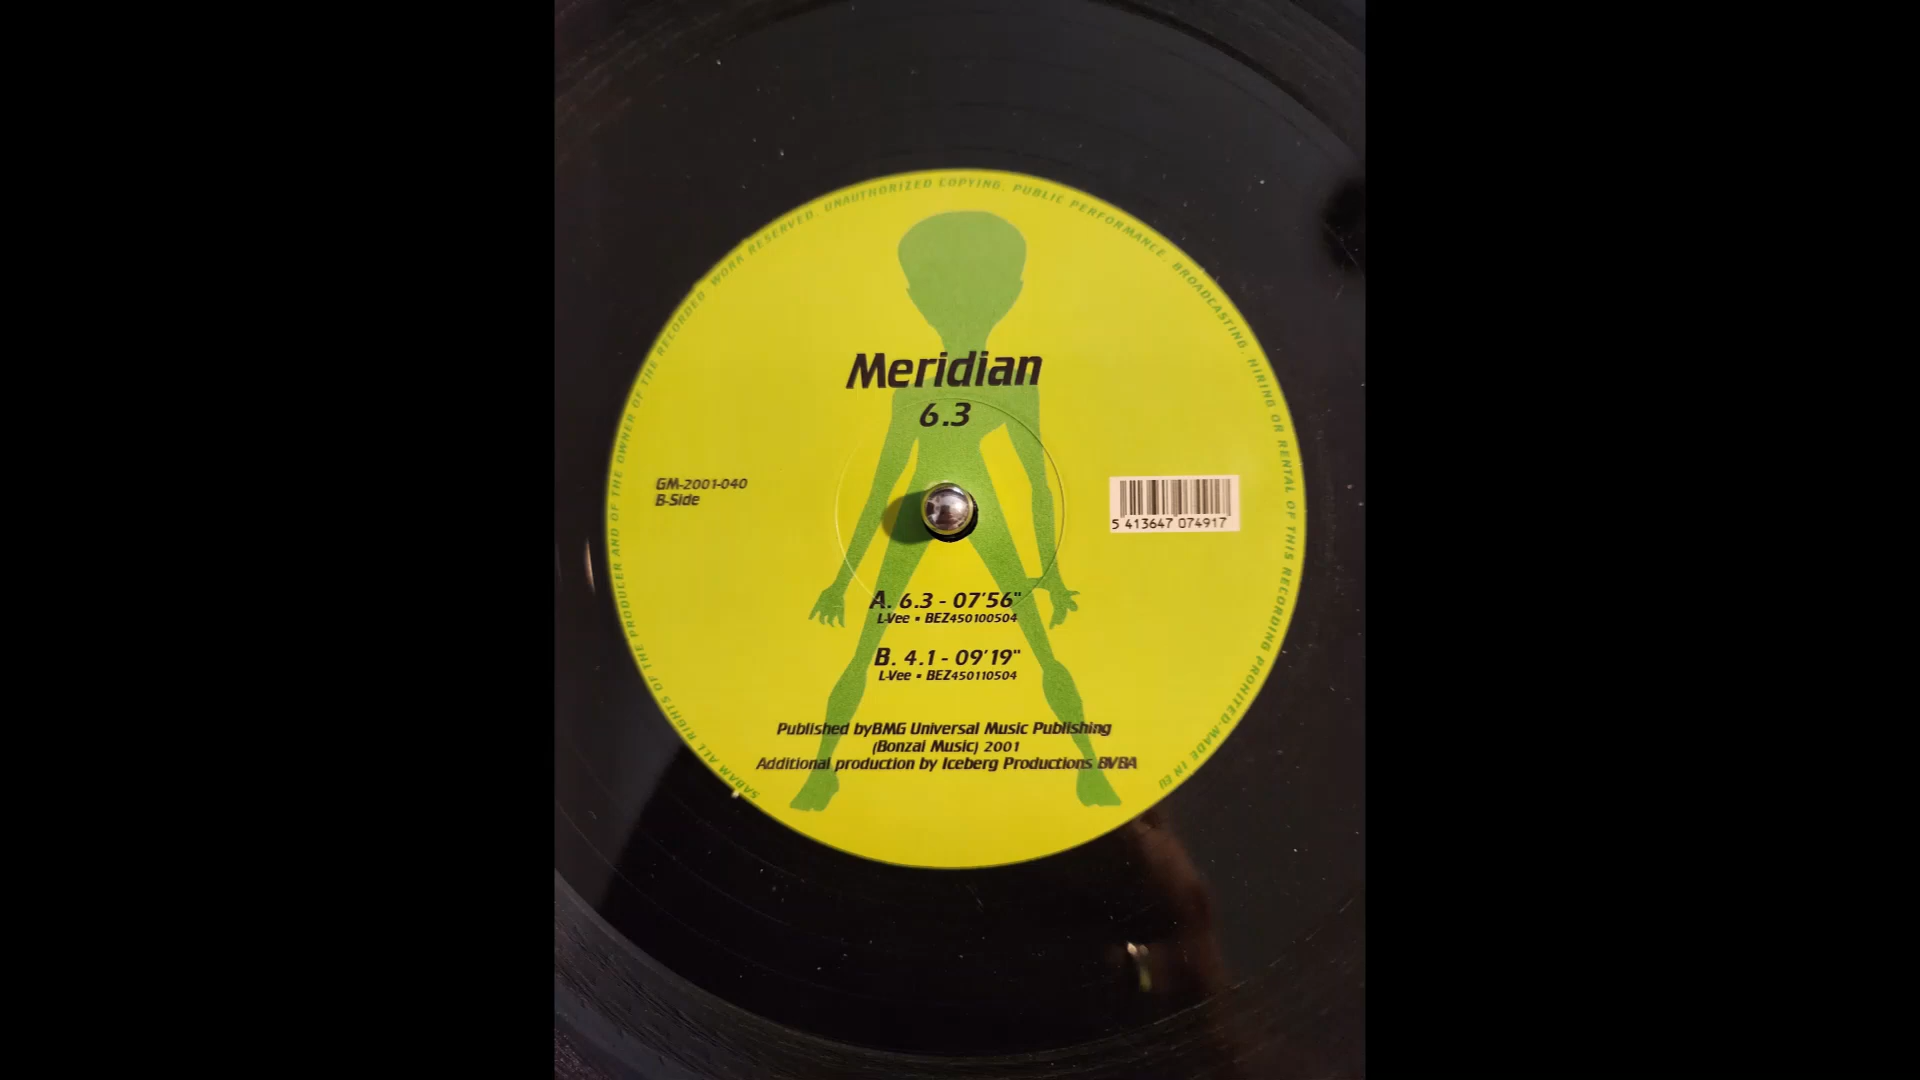 SABAM ALL RIGHTS OF THE PRODUCER AND OF THE OWNER OF THE RECORDED WORK RESERVED. UNAUTHORIZED COPYING, PUBLIC PERFORMANCE, BROADCASTING, HIRING OR RENTAL OF THIS RECORDING PROHITED-MADE IN EU
Meridian
6.3
GM-2001-040
B-Side
5 413647 074917
A. 6.3 - 07'56"
L-Vee • BEZ450100504
B. 4.1 - 09'19"
L-Vee • BEZ450110504
Published byBMG Universal Music Publishing
(Bonzai Music) 2001
Additional production by Iceberg Productions BVBA